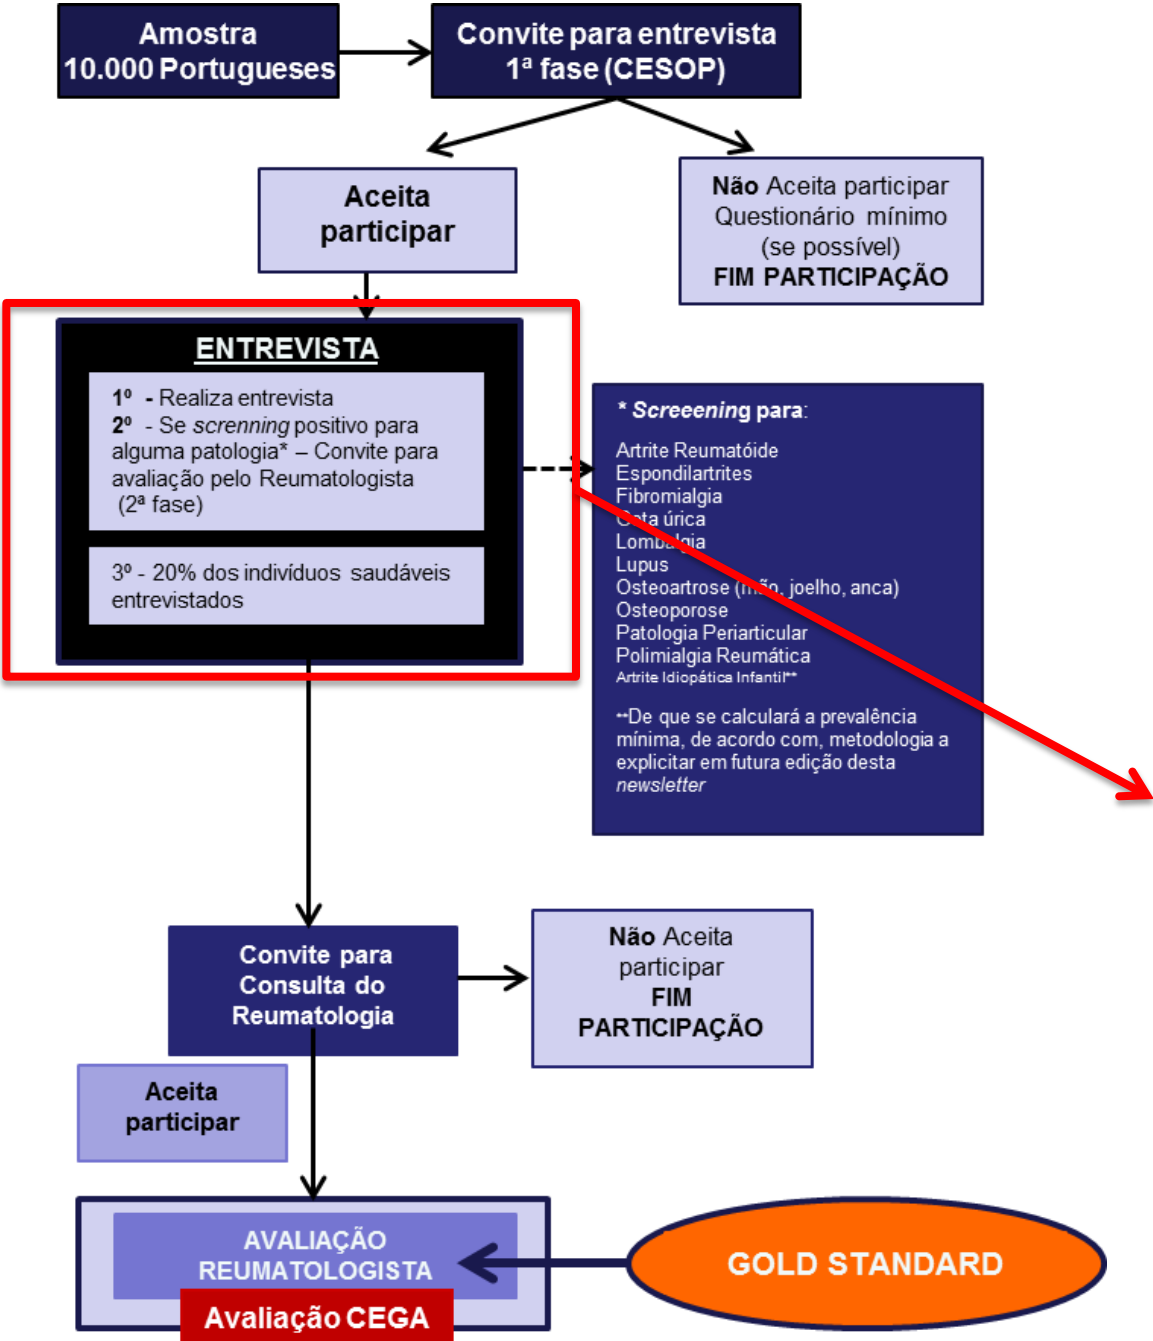 Amostra
10.000 Portugueses
Convite para entrevista
1ª fase (CESOP)
Aceita
participar
Não Aceita participar
Questionário mínimo
(se possível)
FIM PARTICIPAÇÃO
ENTREVISTA
1º - Realiza entrevista
2º - Se screnning positivo para
alguma patologia* – Convite para
avaliação pelo Reumatologista
(2ª fase)
3º - 20% dos indivíduos saudáveis
entrevistados
* Screeening para:
Artrite Reumatóide
Espondilartrites
Fibromialgia
Gota úrica
Lombalgia
Lupus
Osteoartrose (mão, joelho, anca)
Osteoporose
Patologia Periarticular
Polimialgia Reumática
Artrite Idiopática Infantil**
**De que se calculará a prevalência
mínima, de acordo com, metodologia a
explicitar em futura edição desta
newsletter
Convite para
Consulta do
Reumatologia
Não Aceita
participar
FIM
PARTICIPAÇÃO
Aceita
participar
AVALIAÇÃO
REUMATOLOGISTA
Avaliação CEGA
GOLD STANDARD